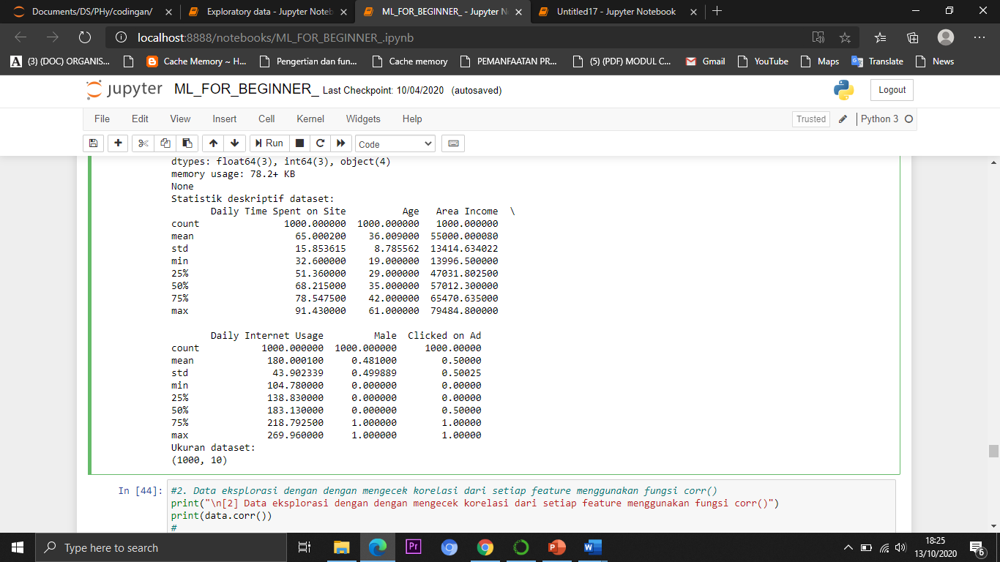 Documents/DS/PHy/codingan/
Exploratory data - Jupyter Noteb
ML_FOR_BEGINNER_ - Jupyter N
Untitled17 - Jupyter Notebook
localhost:8888/notebooks/ML_FOR_BEGINNER_.ipynb
(3) (DOC) ORGANIS...
Cache Memory ~ H...
Pengertian dan fun...
Cache memory
PEMANFAATAN PR...
(5) (PDF) MODUL C...
Gmail
YouTube
Maps
Translate
News
jupyter ML_FOR_BEGINNER_ Last Checkpoint: 10/04/2020 (autosaved)
Logout
File Edit View Insert Cell Kernel Widgets Help
Trusted
Python 3
Run
Code
dtypes: float64(3), int64(3), object(4)
memory usage: 78.2+ KB
None
Statistik deskriptif dataset:
Daily Time Spent on Site Age Area Income \
count 1000.000000 1000.000000 1000.000000
mean 65.000200 36.009000 55000.000080
std 15.853615 8.785562 13414.634022
min 32.600000 19.000000 13996.500000
25% 51.360000 29.000000 47031.802500
50% 68.215000 35.000000 57012.300000
75% 78.547500 42.000000 65470.635000
max 91.430000 61.000000 79484.800000
Daily Internet Usage Male Clicked on Ad
count 1000.000000 1000.000000 1000.00000
mean 180.000100 0.481000 0.50000
std 43.902339 0.499889 0.50025
min 104.780000 0.000000 0.00000
25% 138.830000 0.000000 0.00000
50% 183.130000 0.000000 0.50000
75% 218.792500 1.000000 1.00000
max 269.960000 1.000000 1.00000
Ukuran dataset:
(1000, 10)
In [44]:
#2. Data eksplorasi dengan dengan mengecek korelasi dari setiap feature menggunakan fungsi corr()
print("\n[2] Data eksplorasi dengan dengan mengecek korelasi dari setiap feature menggunakan fungsi corr()")
print(data.corr())
#
Type here to search
Pr
18:25
13/10/2020
6